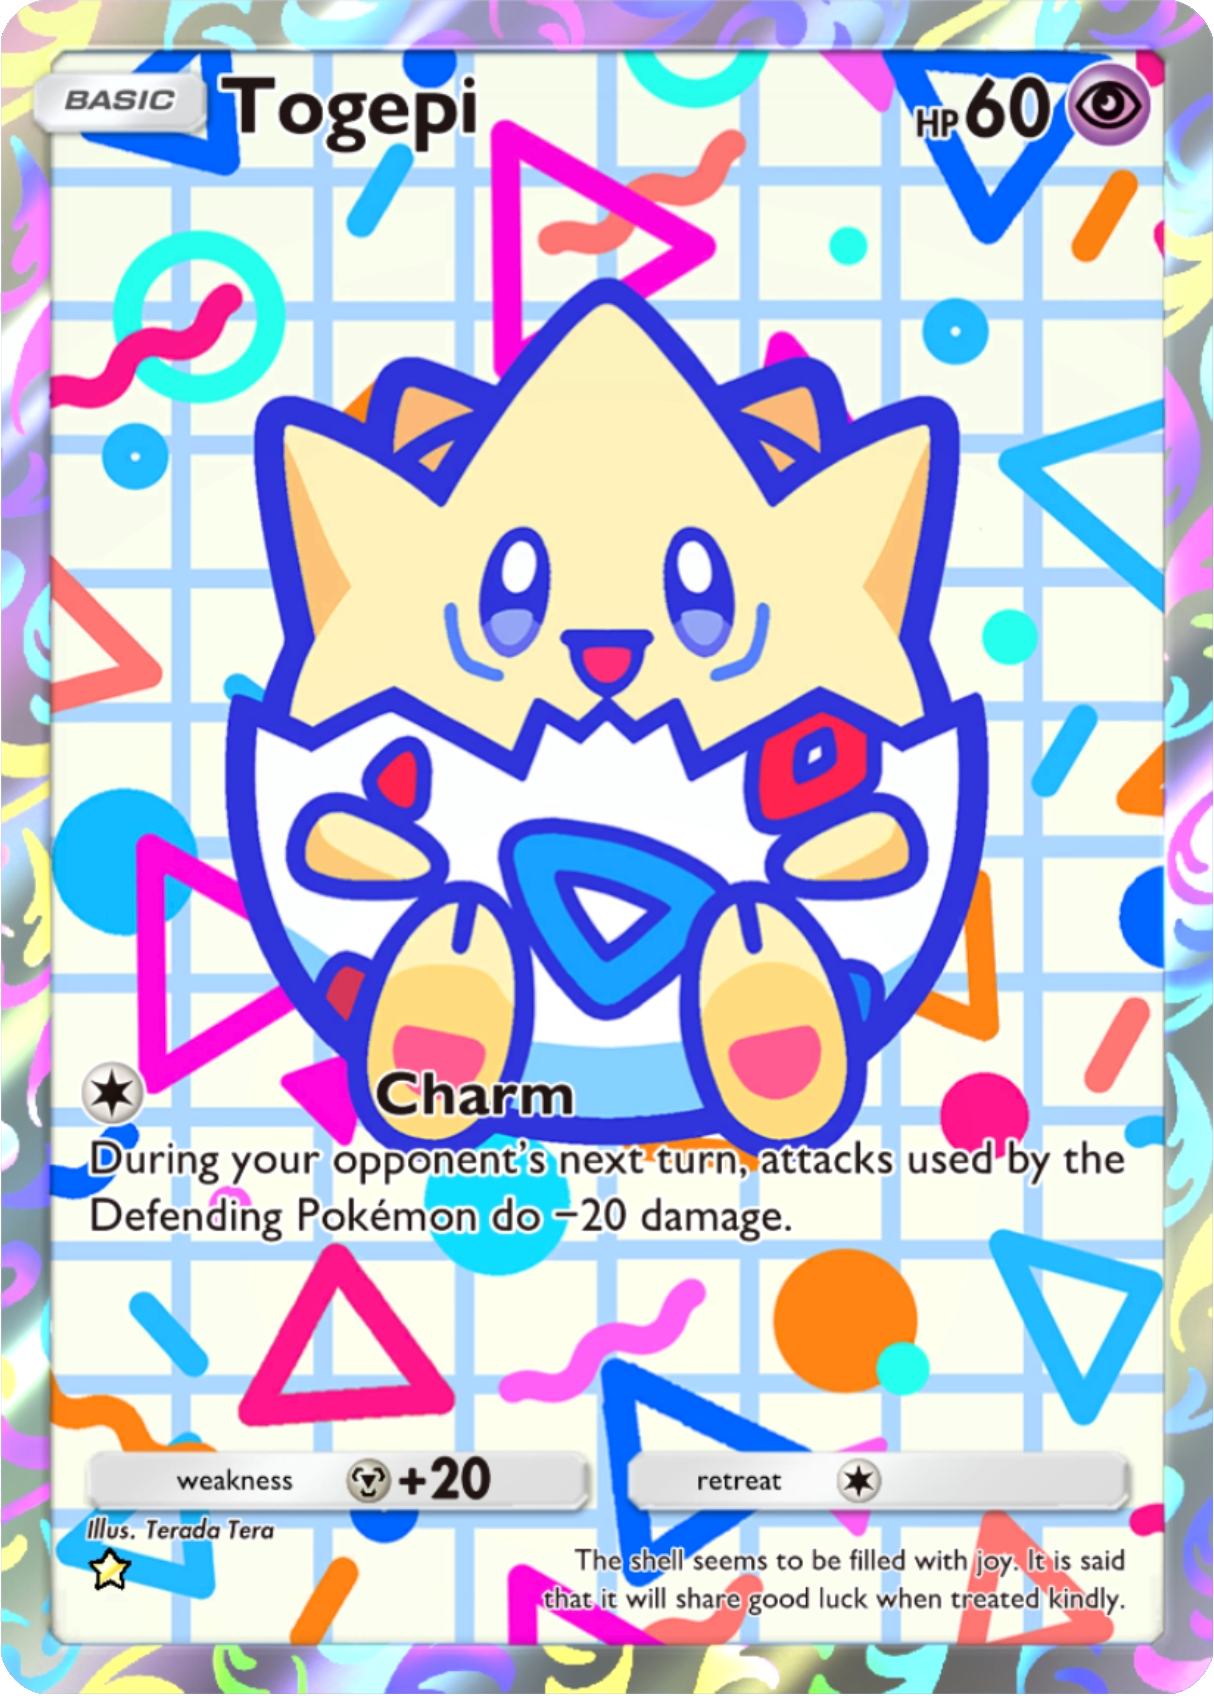 BASIC Togepi HP 60
Charm
During your opponent's next turn, attacks used by the
Defending Pokémon do −20 damage.
weakness +20 retreat
Illus. Terada Tera
The shell seems to be filled with joy. It is said
that it will share good luck when treated kindly.